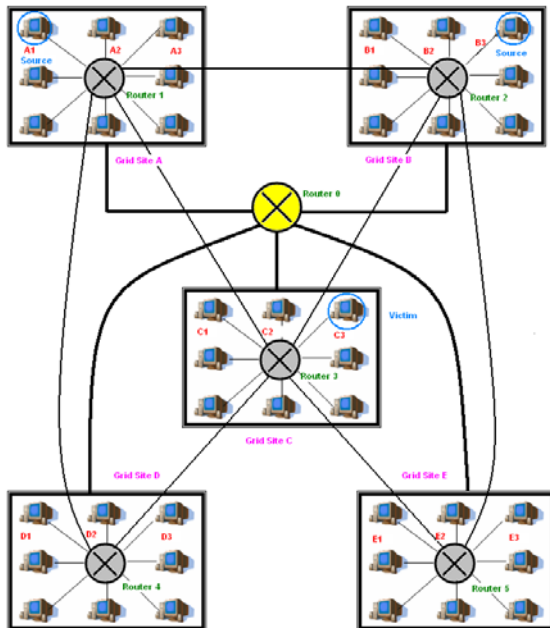 A1 A2 A3
Source
Router 1
Grid Site A
B1 B2 B3
Source
Router 2
Grid Site B
Router 0
C1 C2 C3
Victim
Router 3
Grid Site C
Grid Site D
D1 D2 D3
Router 4
Grid Site E
E1 E2 E3
Router 5